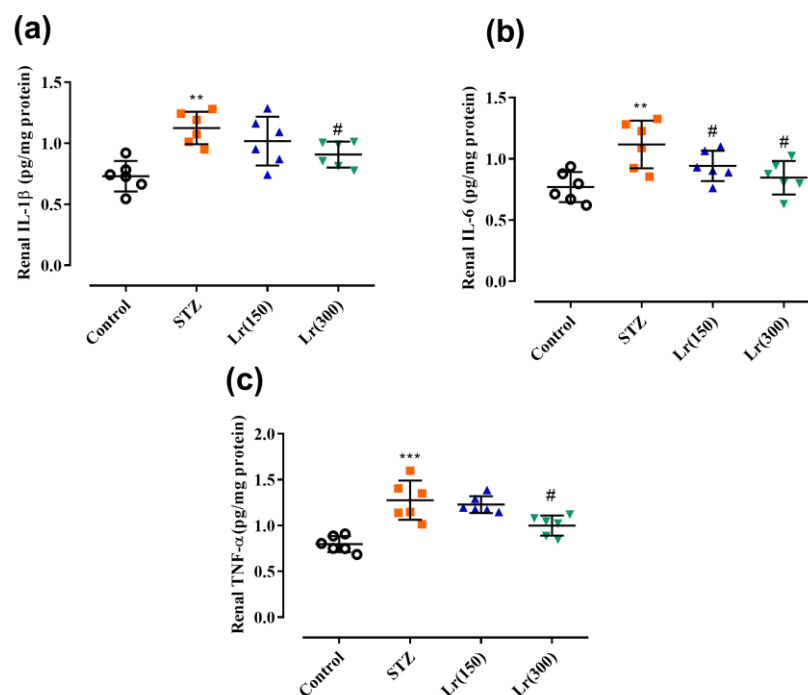 (a)
Renal IL-1β (pg/mg protein)
1.5
1.0
0.5
0.0
**
#
Control
STZ
Lr(150)
Lr(300)
(b)
Renal IL-6 (pg/mg protein)
1.5
1.0
0.5
0.0
**
#
#
Control
STZ
Lr(150)
Lr(300)
(c)
Renal TNF-α(pg/mg protein)
2.0
1.5
1.0
0.5
0.0
***
#
Control
STZ
Lr(150)
Lr(300)